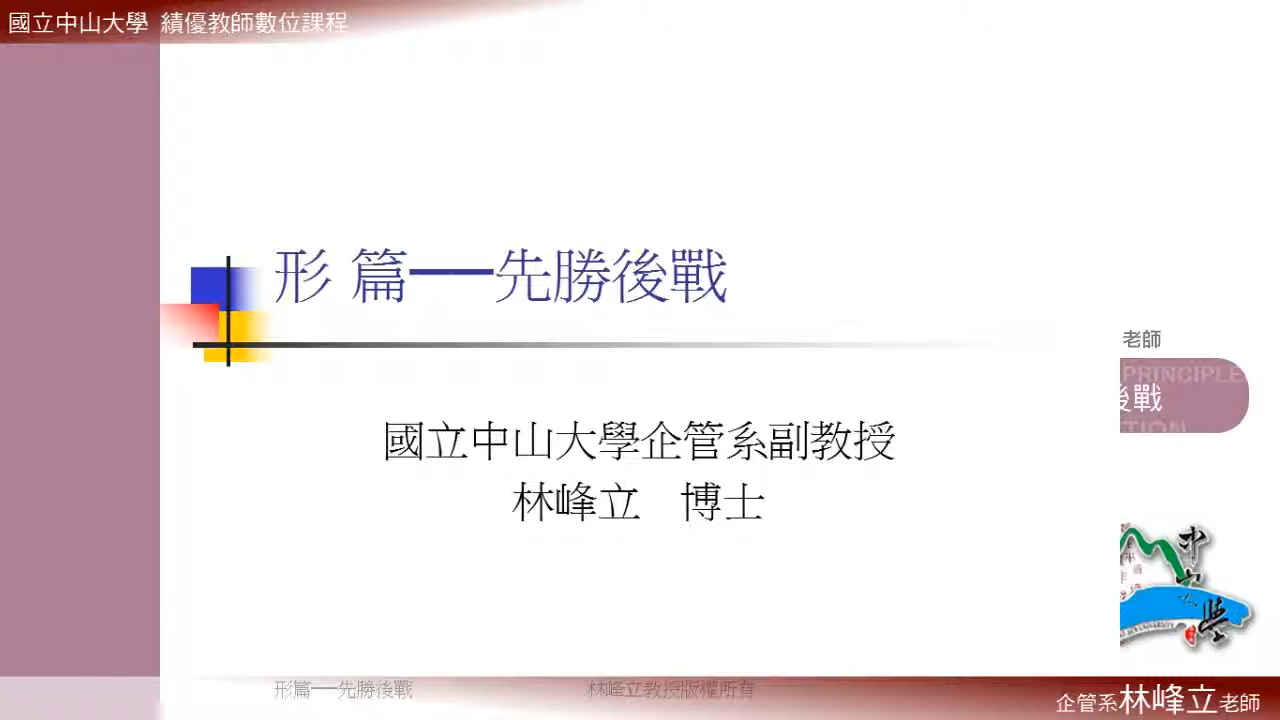 國立中山大學 績優教師數位課程
形 篇──先勝後戰
老師
PRINCIPLE
後戰
國立中山大學企管系副教授
林峰立 博士
形篇──先勝後戰
林峰立教授版權所有
企管系林峰立老師